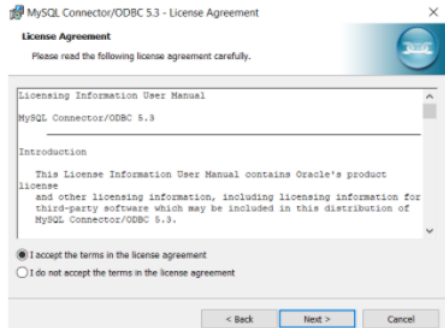 MySQL Connector/ODBC 5.3 - License Agreement
License Agreement
Please read the following license agreement carefully.
Licensing Information User Manual
MySQL Connector/ODBC 5.3
Introduction
This License Information User Manual contains Oracle's product
license
and other licensing information, including licensing information for
third-party software which may be included in this distribution of
MySQL Connector/ODBC 5.3.
I accept the terms in the license agreement
I do not accept the terms in the license agreement
< Back Next > Cancel